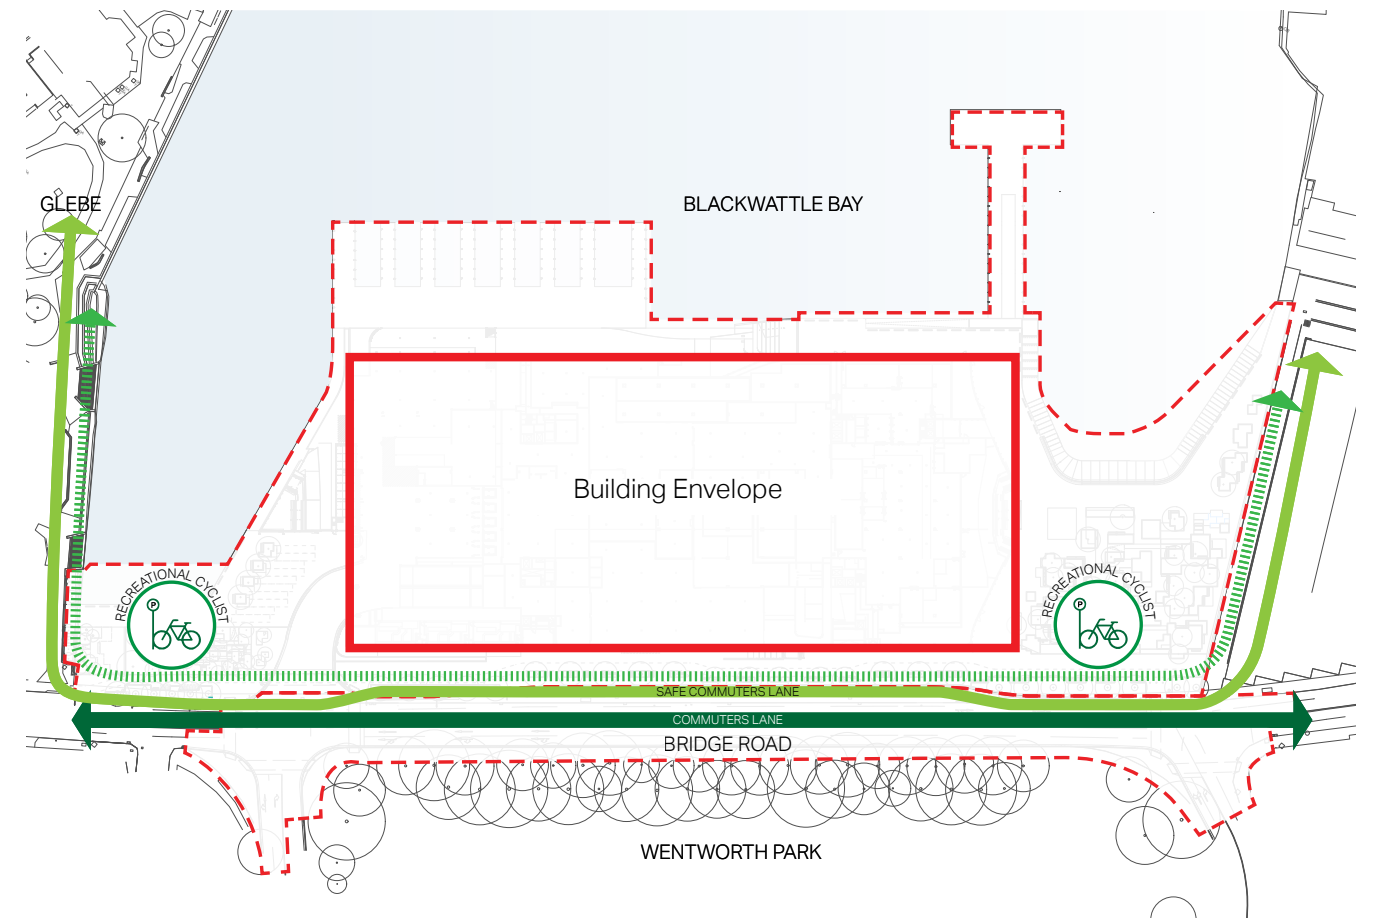 GLEBE
BLACKWATTLE BAY
Building Envelope
RECREATIONAL CYCLIST
P
RECREATIONAL CYCLIST
P
SAFE COMMUTERS LANE
COMMUTERS LANE
BRIDGE ROAD
WENTWORTH PARK